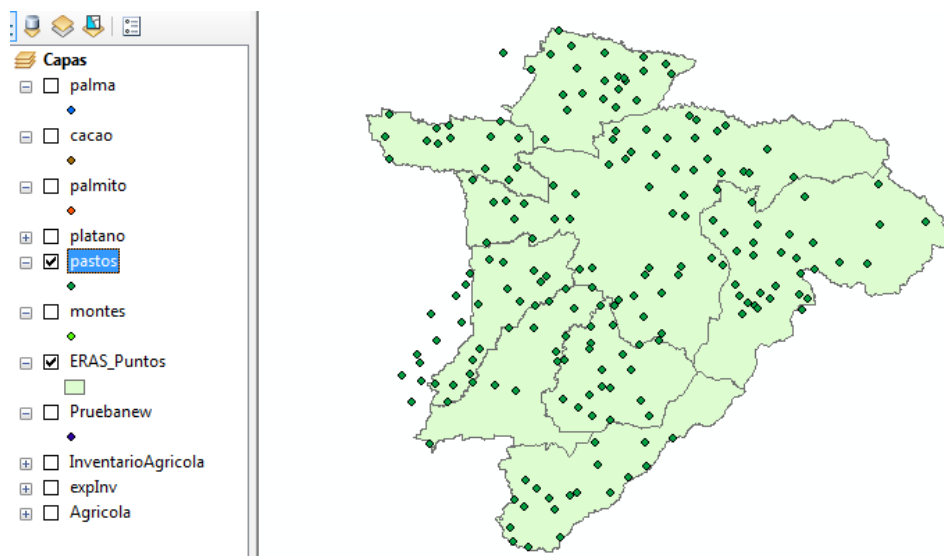 Capas
palma
cacao
palmito
platano
pastos
montes
ERAS_Puntos
Pruebanew
InventarioAgricola
expInv
Agricola